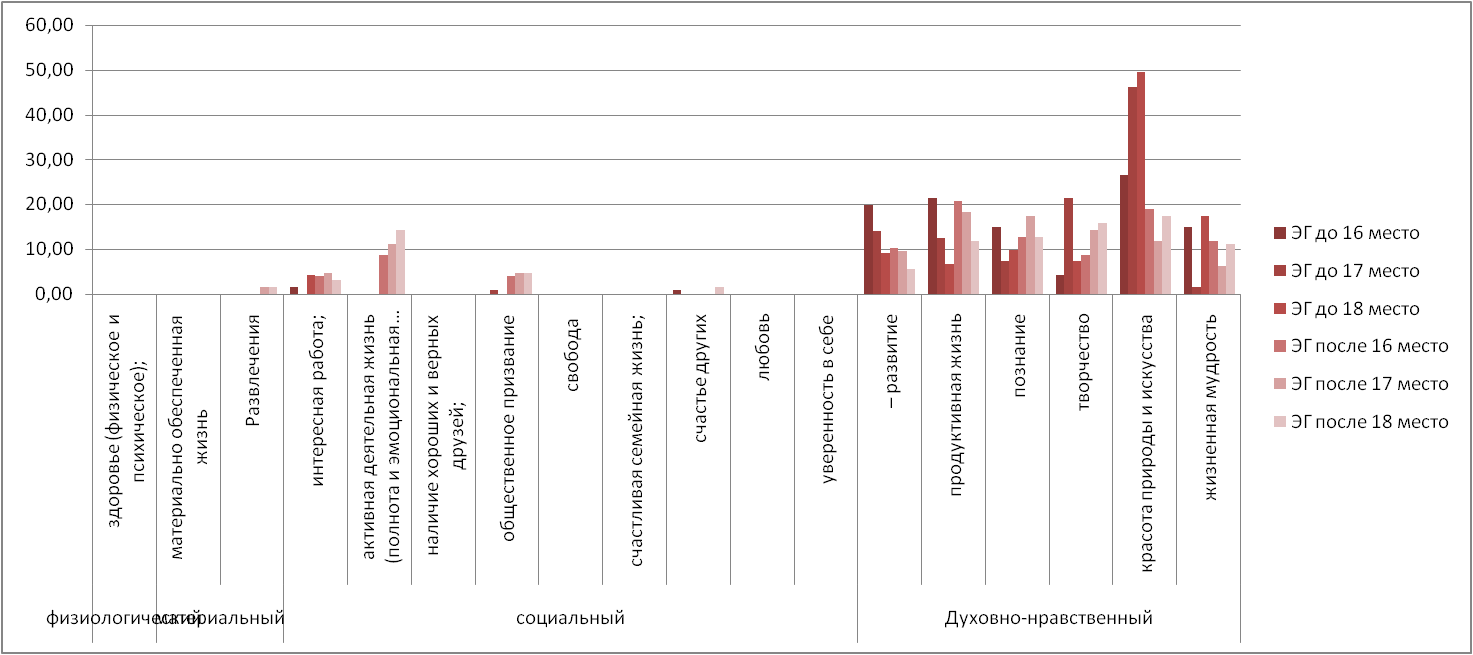 60,00
50,00
40,00
30,00
20,00
10,00
0,00
здоровье (физическое и
психическое);
материально обеспеченная
жизнь
Развлечения
интересная работа;
активная деятельная жизнь
(полнота и эмоциональная…
наличие хороших и верных
друзей;
общественное призвание
свобода
счастливая семейная жизнь;
счастье других
любовь
уверенность в себе
– развитие
продуктивная жизнь
познание
творчество
красота природы и искусства
жизненная мудрость
физиологический
материальный
социальный
Духовно-нравственный
ЭГ до 16 место
ЭГ до 17 место
ЭГ до 18 место
ЭГ после 16 место
ЭГ после 17 место
ЭГ после 18 место